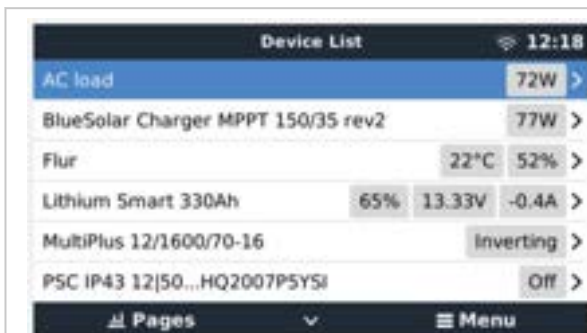 Device List 12:18
AC load 72W
BlueSolar Charger MPPT 150/35 rev2 77W
Flur 22°C 52%
Lithium Smart 330Ah 65% 13.33V -0.4A
MultiPlus 12/1600/70-16 Inverting
PSC IP43 12|50...HQ2007P5YSI Off
Pages Menu